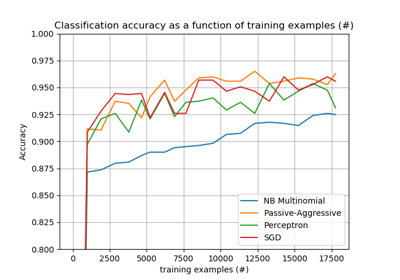 Classification accuracy as a function of training examples (#)
1.000
0.975
0.950
0.925
0.900
0.875
0.850
0.825
0.800
Accuracy
NB Multinomial
Passive-Aggressive
Perceptron
SGD
0 2500 5000 7500 10000 12500 15000 17500
training examples (#)